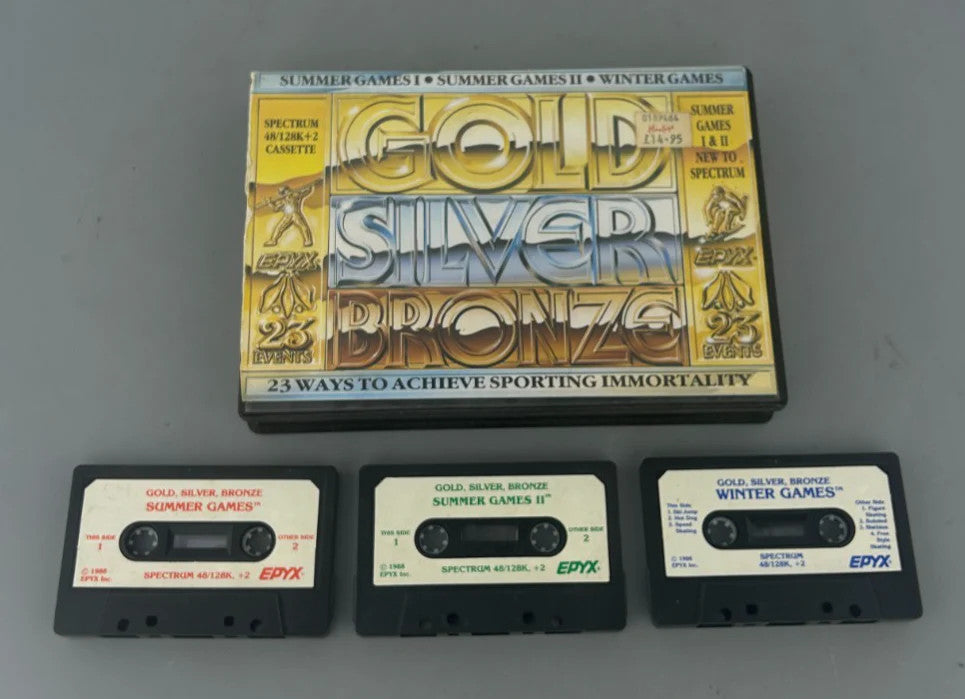 SUMMER GAMES I • SUMMER GAMES II • WINTER GAMES
SPECTRUM
48/128K+2
CASSETTE
EPYX
23
EVENTS
GOLD
SILVER
BRONZE
£14-95
SUMMER
GAMES
I & II
NEW TO
SPECTRUM
EPYX
23
EVENTS
23 WAYS TO ACHIEVE SPORTING IMMORTALITY
GOLD, SILVER, BRONZE
SUMMER GAMES™
THIS SIDE
1
OTHER SIDE
2
© 1988
EPYX Inc.
SPECTRUM 48/128K, +2
EPYX
GOLD, SILVER, BRONZE
SUMMER GAMES II™
THIS SIDE
1
OTHER SIDE
2
© 1988
EPYX Inc.
SPECTRUM 48/128K, +2
EPYX
GOLD, SILVER, BRONZE
WINTER GAMES™
This Side
1. Ski Jump
2. Hot Dog
3. Speed
Skating
Other Side
1. Figure
Skating
2. Bobsled
3. Biathlon
4. Free
Style
Skating
© 1988
EPYX Inc.
SPECTRUM
48/128K, +2
EPYX